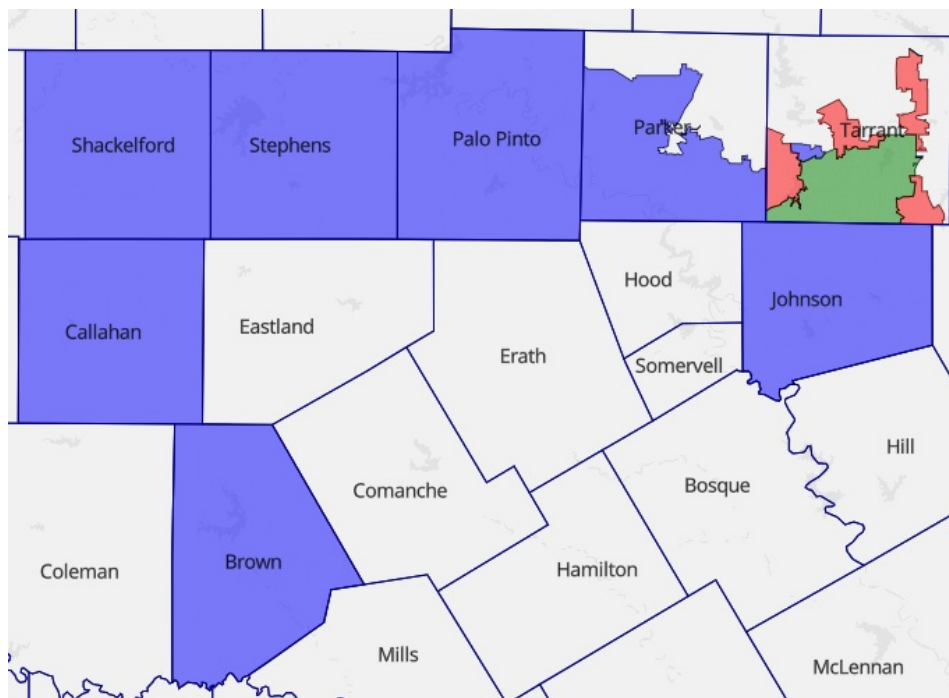 Shackelford
Stephens
Palo Pinto
Parker
Tarrant
Callahan
Eastland
Erath
Hood
Johnson
Somervell
Coleman
Brown
Comanche
Hamilton
Bosque
Hill
Mills
McLennan